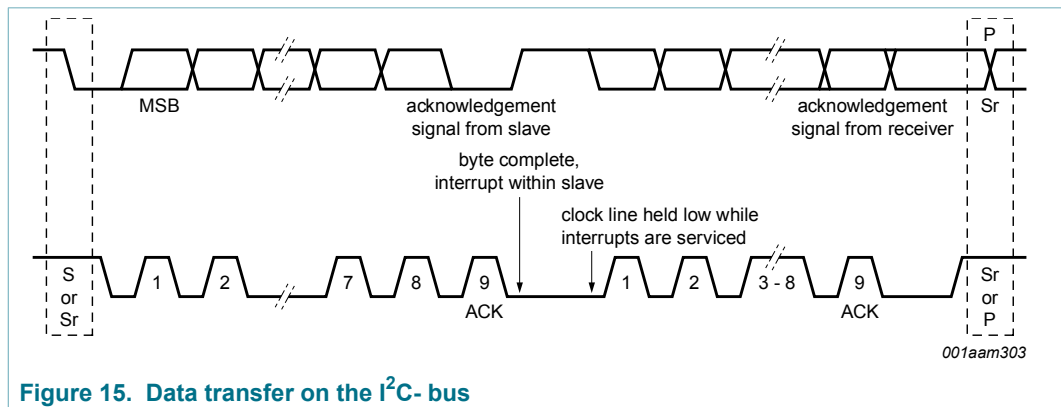 P
MSB
acknowledgement
signal from slave
acknowledgement
signal from receiver
Sr
byte complete,
interrupt within slave
clock line held low while
interrupts are serviced
S
or
Sr
1
2
7
8
9
ACK
1
2
3 - 8
9
ACK
Sr
or
P
001aam303
Figure 15. Data transfer on the I²C- bus